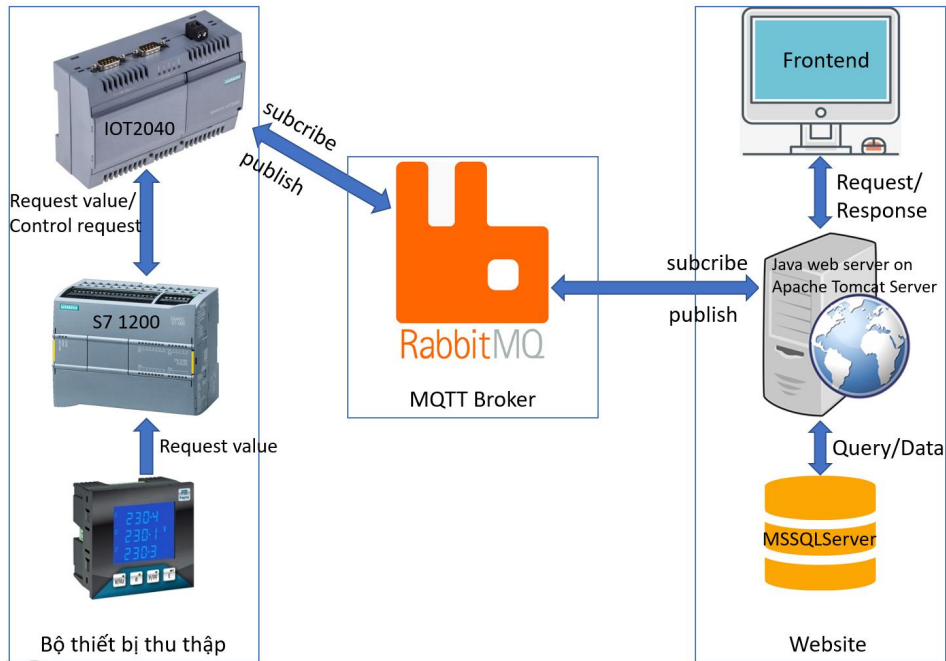 IOT2040
Request value/
Control request
SIEMENS
S7 1200
Request value
230.4
230.1
230.3
Bộ thiết bị thu thập
subcribe
publish
RabbitMQ
MQTT Broker
subcribe
publish
Frontend
Request/
Response
Java web server on
Apache Tomcat Server
Query/Data
MSSQLServer
Website